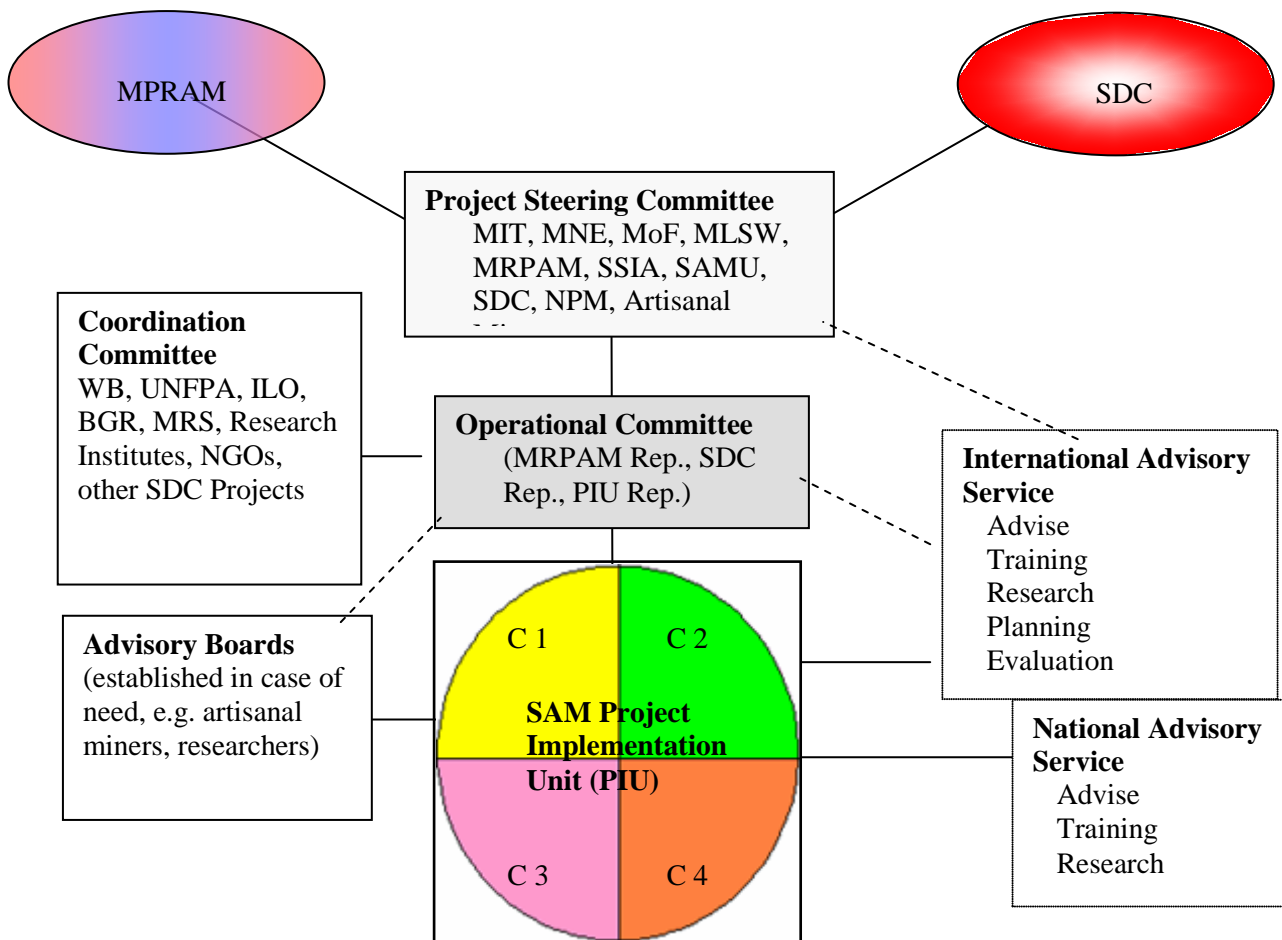 MPRAM
SDC
Project Steering Committee
MIT, MNE, MoF, MLSW,
MRPAM, SSIA, SAMU,
SDC, NPM, Artisanal
Coordination
Committee
WB, UNFPA, ILO,
BGR, MRS, Research
Institutes, NGOs,
other SDC Projects
Operational Committee
(MRPAM Rep., SDC
Rep., PIU Rep.)
International Advisory
Service
Advise
Training
Research
Planning
Evaluation
Advisory Boards
(established in case of
need, e.g. artisanal
miners, researchers)
C 1
C 2
SAM Project
Implementation
Unit (PIU)
C 3
C 4
National Advisory
Service
Advise
Training
Research